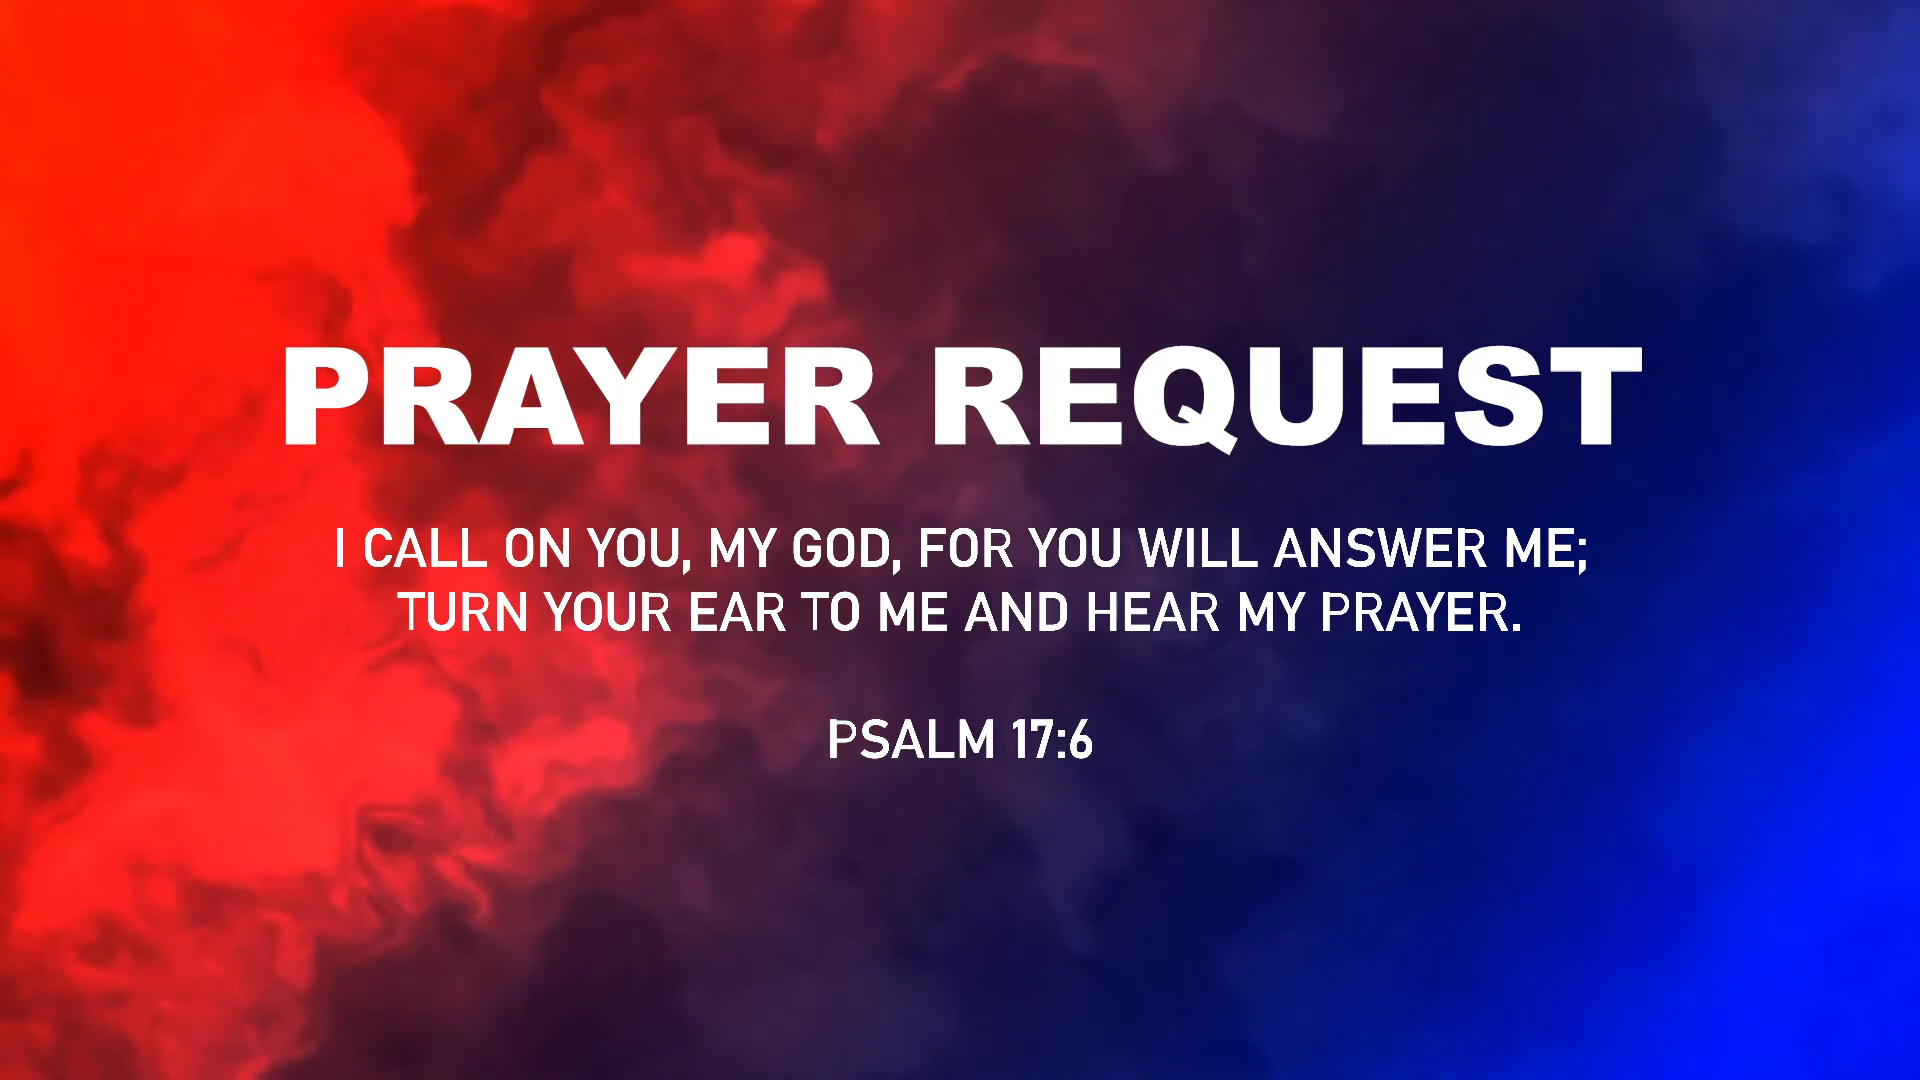 PRAYER REQUEST
I CALL ON YOU, MY GOD, FOR YOU WILL ANSWER ME;
TURN YOUR EAR TO ME AND HEAR MY PRAYER.
PSALM 17:6